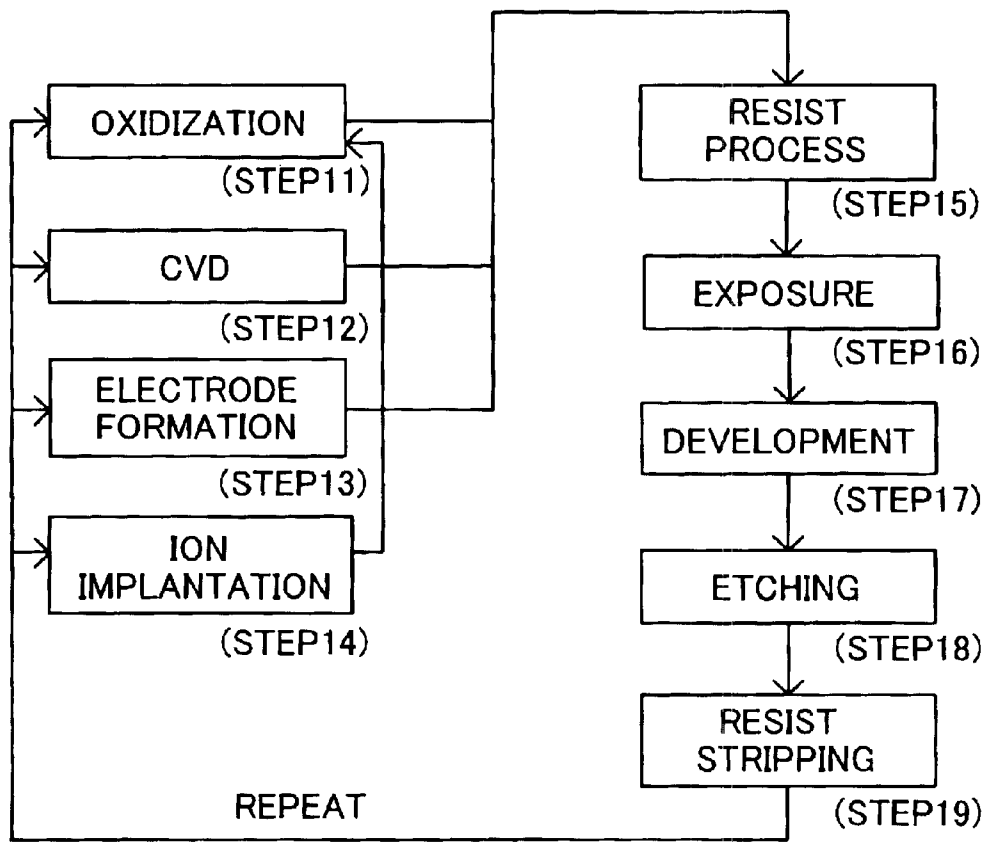 OXIDIZATION
(STEP11)
CVD
(STEP12)
ELECTRODE
FORMATION
(STEP13)
ION
IMPLANTATION
(STEP14)
REPEAT
RESIST
PROCESS
(STEP15)
EXPOSURE
(STEP16)
DEVELOPMENT
(STEP17)
ETCHING
(STEP18)
RESIST
STRIPPING
(STEP19)